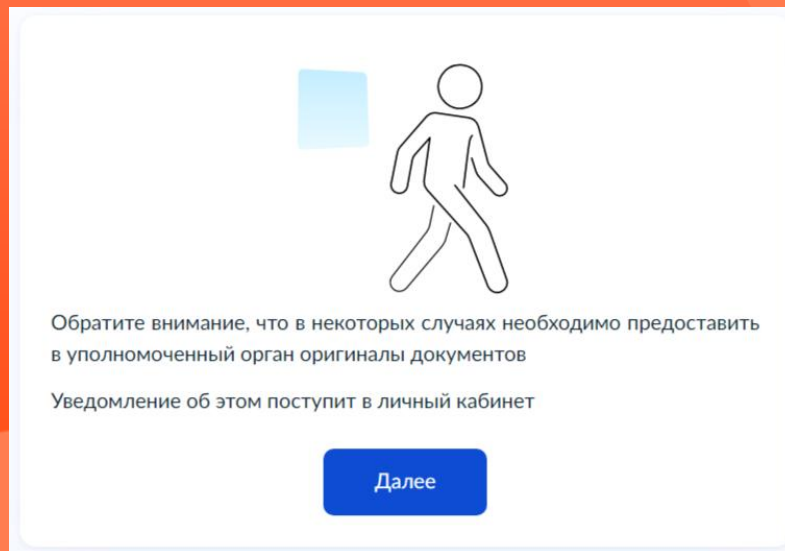 Обратите внимание, что в некоторых случаях необходимо предоставить
в уполномоченный орган оригиналы документов
Уведомление об этом поступит в личный кабинет
Далее